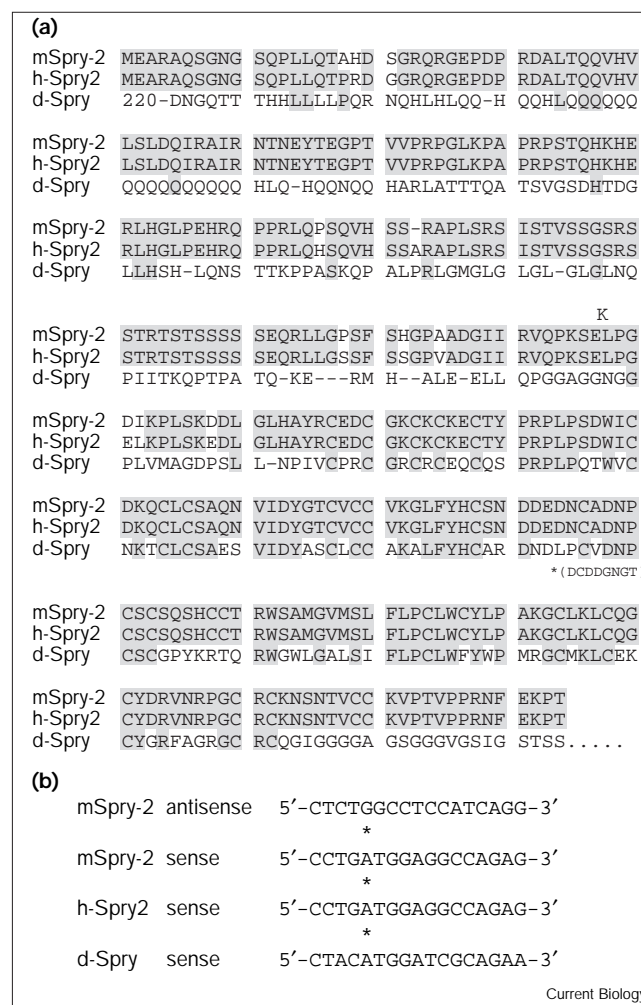 (a)
mSpry-2 MEARAQSGNG SQPLLQTAHD SGRQRGEPDP RDALTQQVHV
h-Spry2 MEARAQSGNG SQPLLQTPRD GGRQRGEPDP RDALTQQVHV
d-Spry 220-DNGQTT THHLLLLPQR NQHLHLQQ-H QQHLQQQQQQ
mSpry-2 LSLDQIRAIR NTNEYTEGPT VVPRPGLKPA PRPSTQHKHE
h-Spry2 LSLDQIRAIR NTNEYTEGPT VVPRPGLKPA PRPSTQHKHE
d-Spry QQQQQQQQQQ HLQ-HQQNQQ HARLATTTQA TSVGSDHTDG
mSpry-2 RLHGLPEHRQ PPRLQPSQVH SS-RAPLSRS ISTVSSGSRS
h-Spry2 RLHGLPEHRQ PPRLQHSQVH SSARAPLSRS ISTVSSGSRS
d-Spry LLHSH-LQNS TTKPPASKQP ALPRLGMGLG LGL-GLGLNQ
K
mSpry-2 STRTSTSSSS SEQRLLGPSF SHGPAADGII RVQPKSELPG
h-Spry2 STRTSTSSSS SEQRLLGSSF SSGPVADGII RVQPKSELPG
d-Spry PIITKQPTPA TQ-KE---RM H--ALE-ELL QPGGAGGNGG
mSpry-2 DIKPLSKDDL GLHAYRCEDC GKCKCKECTY PRPLPSDWIC
h-Spry2 ELKPLSKEDL GLHAYRCEDC GKCKCKECTY PRPLPSDWIC
d-Spry PLVMAGDPSL L-NPIVCPRC GRCRCEQCQS PRPLPQTWVC
mSpry-2 DKQCLCSAQN VIDYGTCVCC VKGLFYHCSN DDEDNCADNP
h-Spry2 DKQCLCSAQN VIDYGTCVCC VKGLFYHCSN DDEDNCADNP
d-Spry NKTCLCSAES VIDYASCLCC AKALFYHCAR DNDLPCVDNP
*(DCDDGNGT
mSpry-2 CSCSQSHCCT RWSAMGVMSL FLPCLWCYLP AKGCLKLCQG
h-Spry2 CSCSQSHCCT RWSAMGVMSL FLPCLWCYLP AKGCLKLCQG
d-Spry CSCGPYKRTQ RWGWLGALSI FLPCLWFYWP MRGCMKLCEK
mSpry-2 CYDRVNRPGC RCKNSNTVCC KVPTVPPRNF EKPT
h-Spry2 CYDRVNRPGC RCKNSNTVCC KVPTVPPRNF EKPT
d-Spry CYGRFAGRGC RCQGIGGGGA GSGGGVGSIG STSS.....
(b)
mSpry-2 antisense 5′-CTCTGGCCTCCATCAGG-3′
*
mSpry-2 sense 5′-CCTGATGGAGGCCAGAG-3′
*
h-Spry2 sense 5′-CCTGATGGAGGCCAGAG-3′
*
d-Spry sense 5′-CTACATGGATCGCAGAA-3′
Current Biology